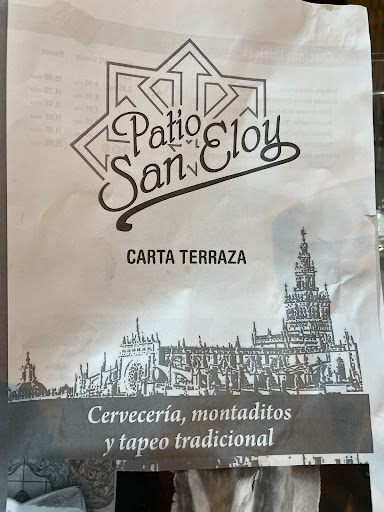 Patio
San Eloy
CARTA TERRAZA
Cervecería, montaditos
y tapeo tradicional